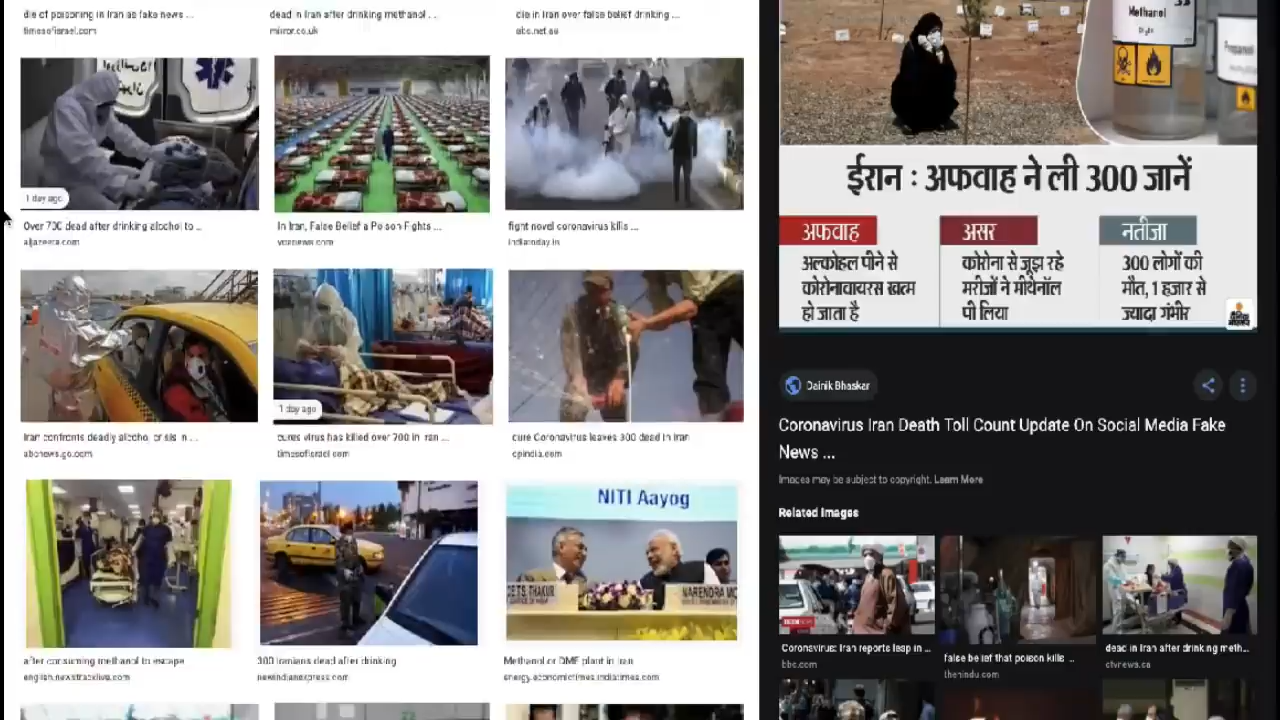 die of poisoning in Iran as fake news ...
timesofisrael.com
dead in Iran after drinking methanol ...
mirror.co.uk
die in Iran over false belief drinking ...
abc.net.au
1 day ago
Over 700 dead after drinking alcohol to ...
aljazeera.com
In Iran, False Belief a Poison Fights ...
voanews.com
fight novel coronavirus kills ...
indiatoday.in
1 day ago
Iran confronts deadly alcohol crisis in ...
abcnews.go.com
cures virus has killed over 700 in Iran ...
timesofisrael.com
cure Coronavirus leaves 300 dead in Iran
opindia.com
NITI Aayog
T.S. THAKUR
NARENDRA MO
after consuming methanol to escape
english.newstracklive.com
300 Iranians dead after drinking
newindianexpress.com
Methanol or DME plant in Iran
energy.economictimes.indiatimes.com
Methanol
ईरान : अफवाह ने ली 300 जानें
अफवाह
अल्कोहल पीने से
कोरोनावायरस खत्म
हो जाता है
असर
कोरोना से जूझ रहे
मरीजों ने मीथेनॉल
पी लिया
नतीजा
300 लोगों की
मौत, 1 हजार से
ज्यादा गंभीर
दैनिक
भास्कर
Dainik Bhaskar
Coronavirus Iran Death Toll Count Update On Social Media Fake
News ...
Images may be subject to copyright. Learn More
Related Images
Coronavirus: Iran reports leap in ...
bbc.com
false belief that poison kills ...
thehindu.com
dead in Iran after drinking meth...
ctvnews.ca